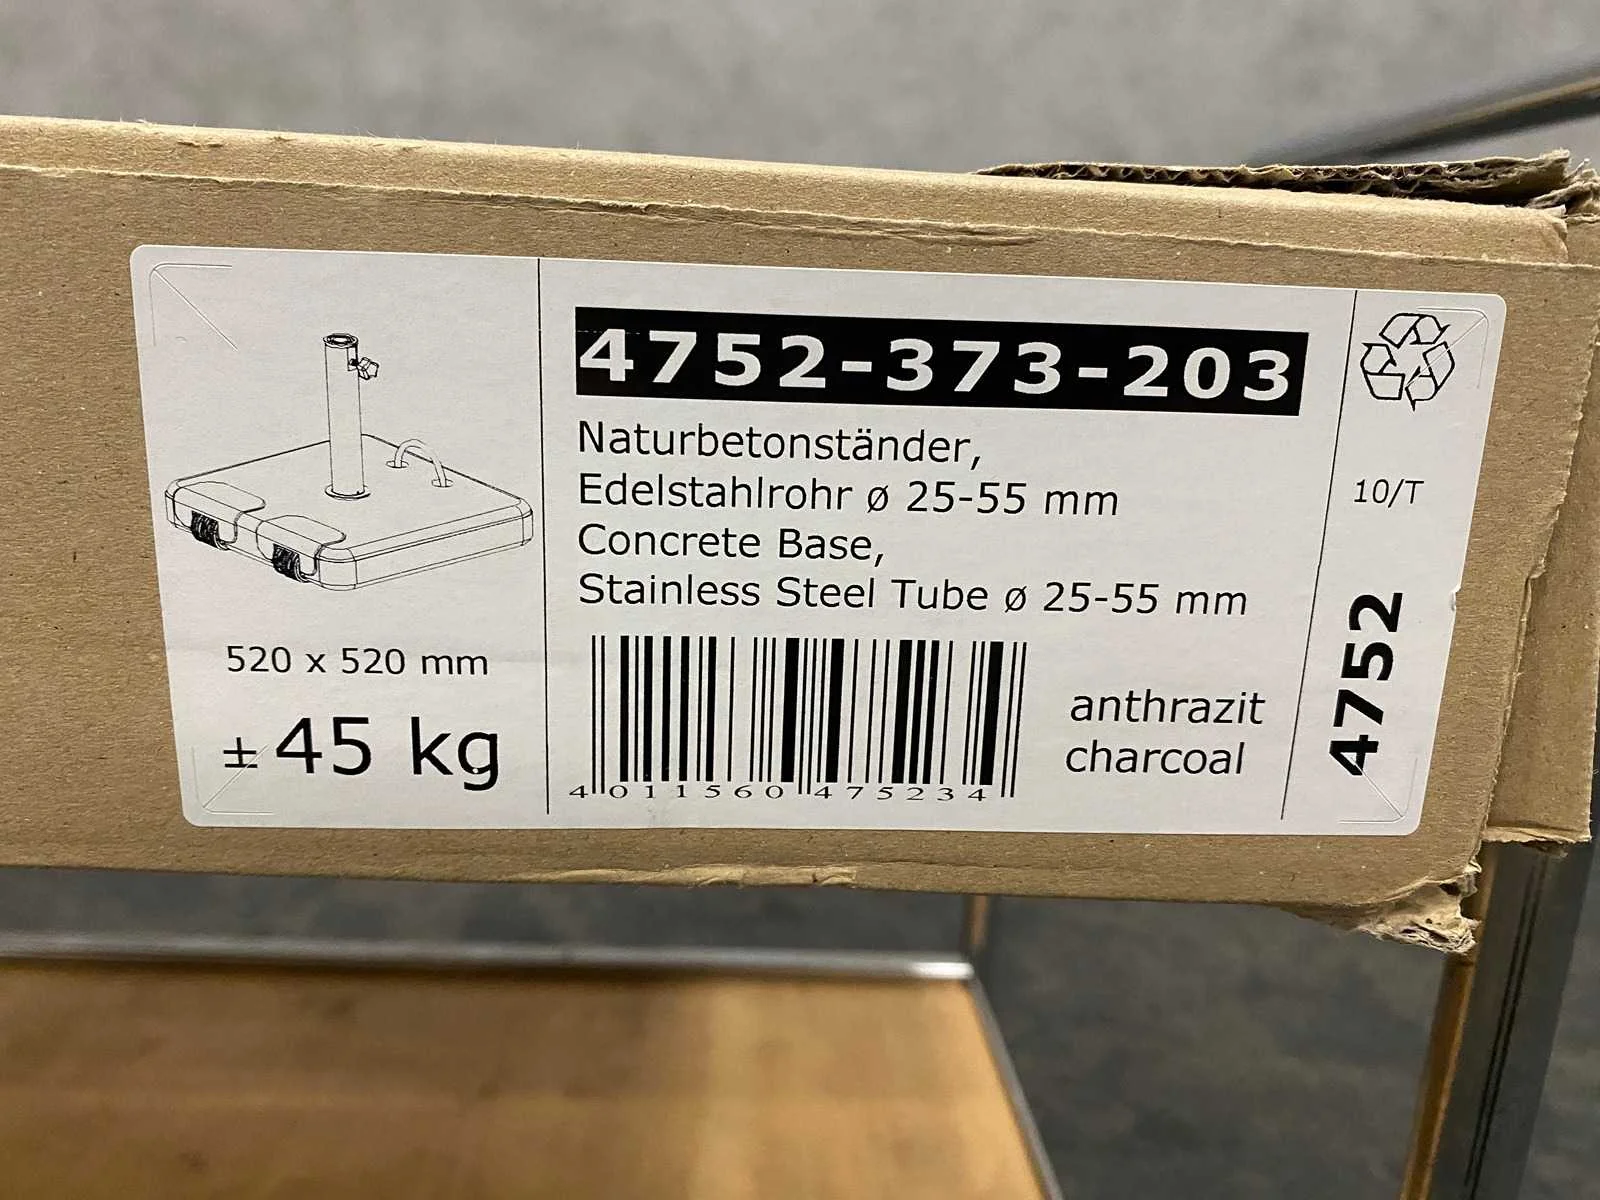 520 x 520 mm
± 45 kg
4752-373-203
Naturbetonständer,
Edelstahlrohr ø 25-55 mm
Concrete Base,
Stainless Steel Tube ø 25-55 mm
4 011560 475234
anthrazit
charcoal
10/T
4752